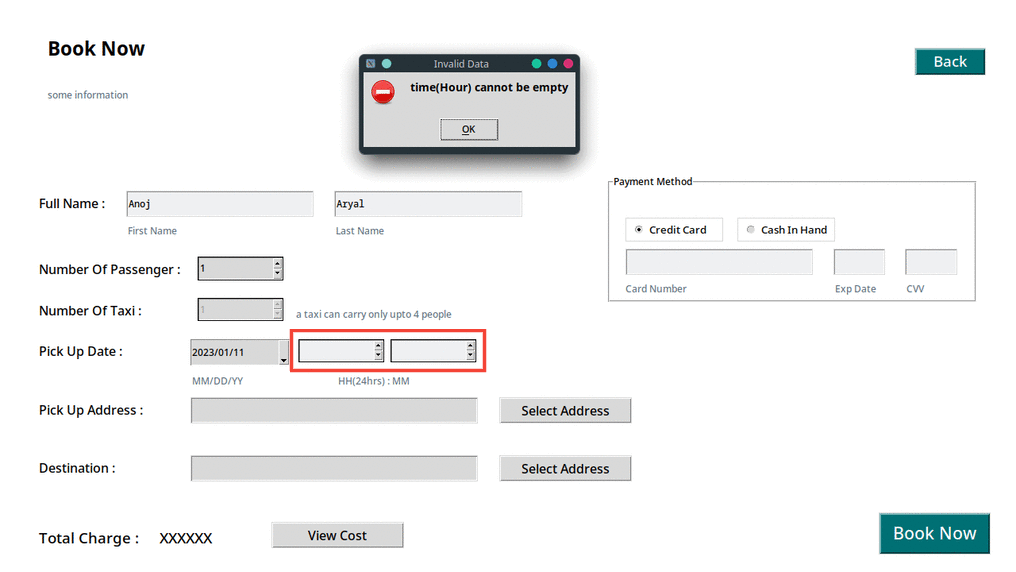 Book Now
Invalid Data
Back
time(Hour) cannot be empty
some information
OK
Payment Method
Full Name :
Anoj
Aryal
First Name
Last Name
Credit Card
Cash In Hand
Number Of Passenger :
1
Card Number
Exp Date
CVV
Number Of Taxi :
1
a taxi can carry only upto 4 people
Pick Up Date :
2023/01/11
MM/DD/YY
HH(24hrs) : MM
Pick Up Address :
Select Address
Destination :
Select Address
Total Charge :
XXXXXX
View Cost
Book Now